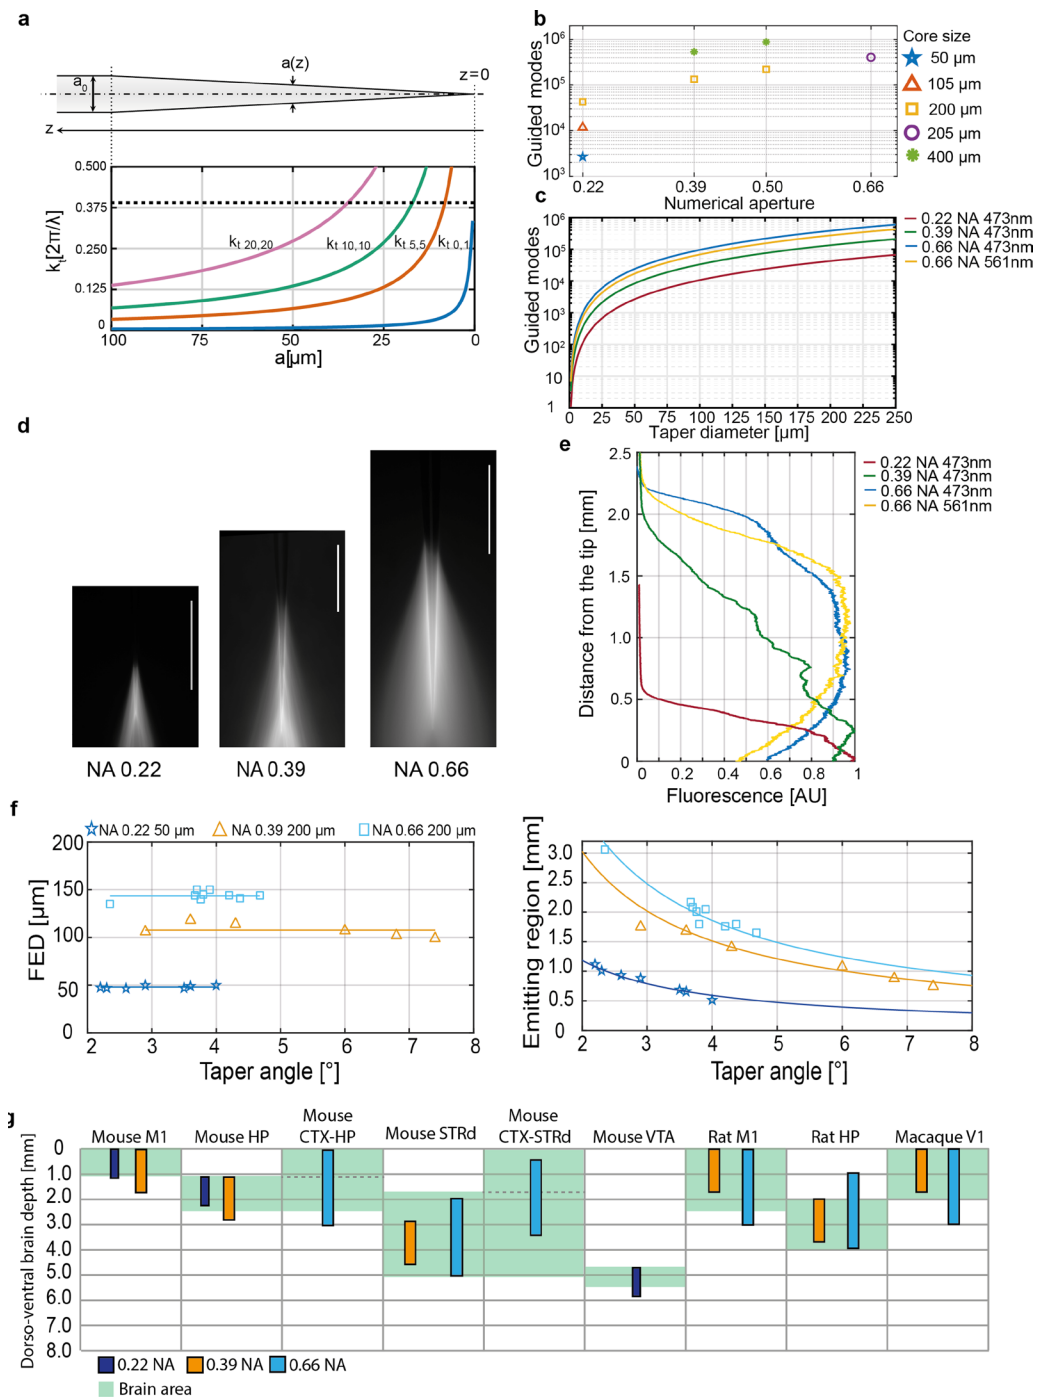 a
a(z)
z=0
a0
z
0.500
0.375
0.250
0.125
0
kt[2π/λ]
kt 20,20
kt 10,10
kt 5,5
kt 0,1
100
75
50
25
0
a[µm]
b
Guided modes
10^6
10^5
10^4
10^3
0.22
0.39
0.50
0.66
Numerical aperture
Core size
50 µm
105 µm
200 µm
205 µm
400 µm
c
Guided modes
10^6
10^5
10^4
10^3
10^2
10
1
0 25 50 75 100 125 150 175 200 225 250
Taper diameter [µm]
0.22 NA 473nm
0.39 NA 473nm
0.66 NA 473nm
0.66 NA 561nm
d
NA 0.22
NA 0.39
NA 0.66
e
Distance from the tip [mm]
2.5
2.0
1.5
1.0
0.5
0
0 0.2 0.4 0.6 0.8 1
Fluorescence [AU]
0.22 NA 473nm
0.39 NA 473nm
0.66 NA 473nm
0.66 NA 561nm
f
NA 0.22 50 µm
NA 0.39 200 µm
NA 0.66 200 µm
FED [µm]
200
150
100
50
0
2 3 4 5 6 7 8
Taper angle [°]
Emitting region [mm]
3.0
2.5
2.0
1.5
1.0
0.5
0
2 3 4 5 6 7 8
Taper angle [°]
g
Mouse M1
Mouse HP
Mouse
CTX-HP
Mouse STRd
Mouse
CTX-STRd
Mouse VTA
Rat M1
Rat HP
Macaque V1
Dorso-ventral brain depth [mm]
0
1.0
2.0
3.0
4.0
5.0
6.0
7.0
8.0
0.22 NA
0.39 NA
0.66 NA
Brain area